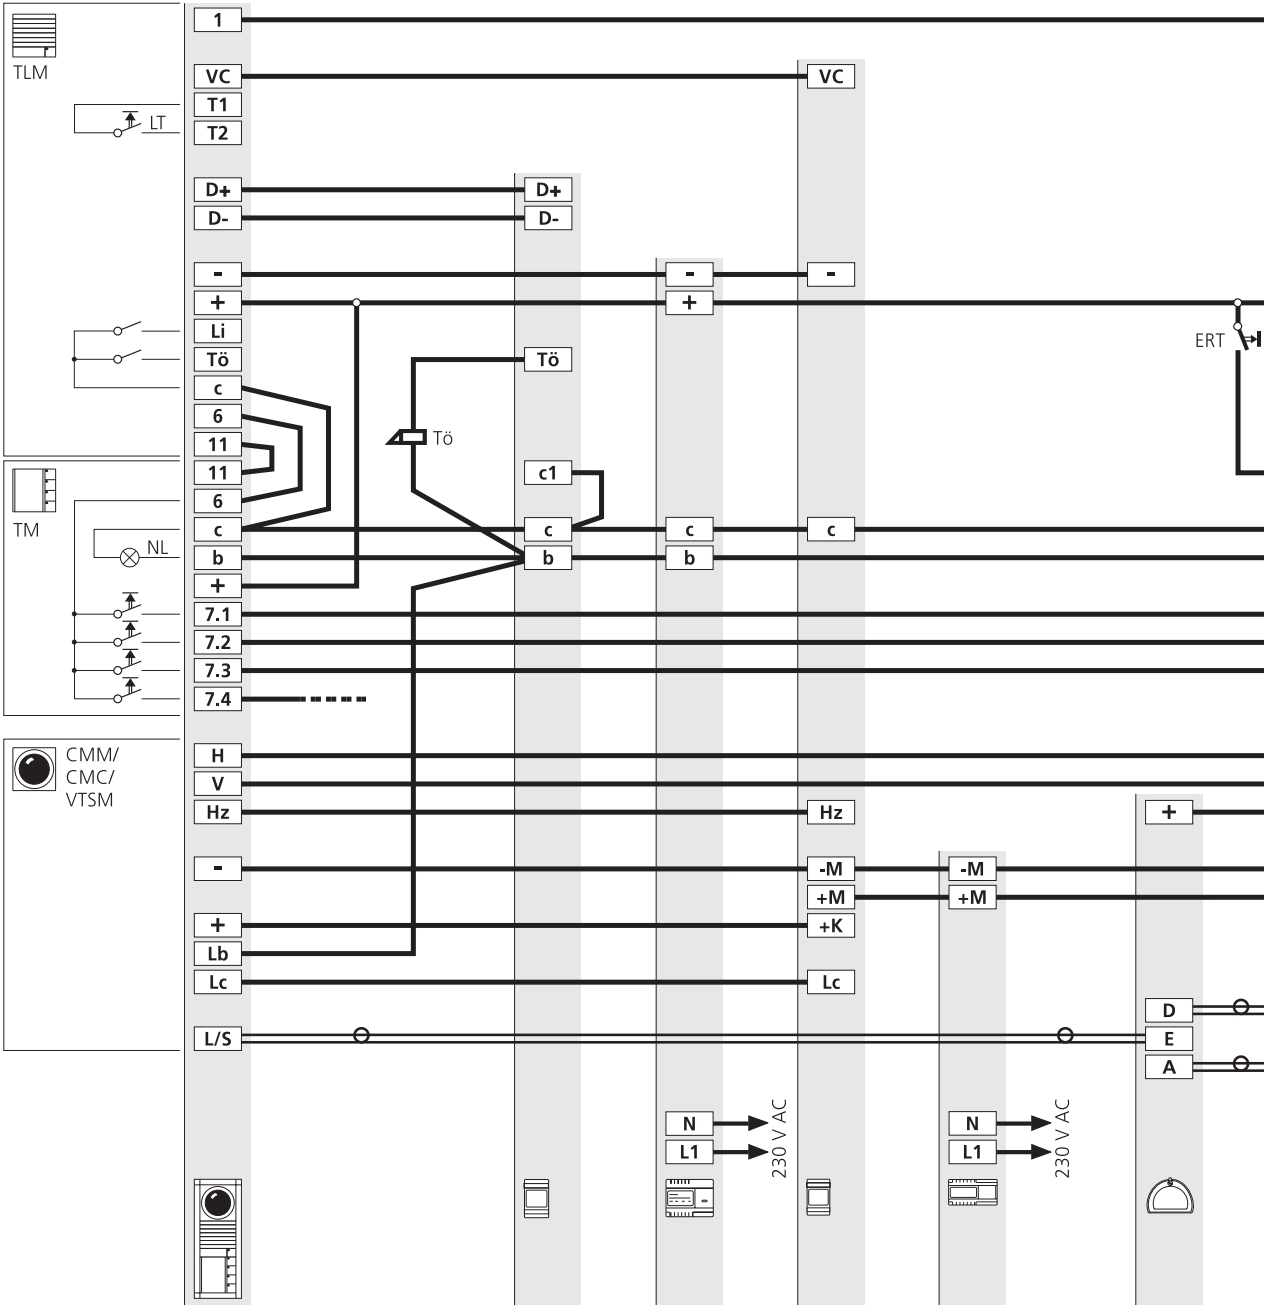 1
TLM
VC VC
T1
LT
T2
D+ D+
D- D-
- - -
+ +
Li
ERT
Tö Tö
c
6
Tö
11
11 c1
6
TM
c c c c
NL
b b b
+
7.1
7.2
7.3
7.4
CMM/
CMC/
VTSM
H
V
Hz Hz +
- -M -M
+M +M
+ +K
Lb
Lc Lc
D
L/S E
A
N N
L1 L1
230 V AC
230 V AC